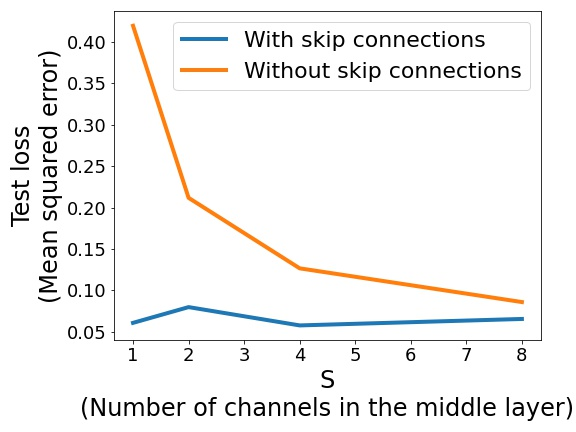 With skip connections
Without skip connections
0.40
0.35
0.30
0.25
0.20
0.15
0.10
0.05
Test loss
(Mean squared error)
1 2 3 4 5 6 7 8
S
(Number of channels in the middle layer)